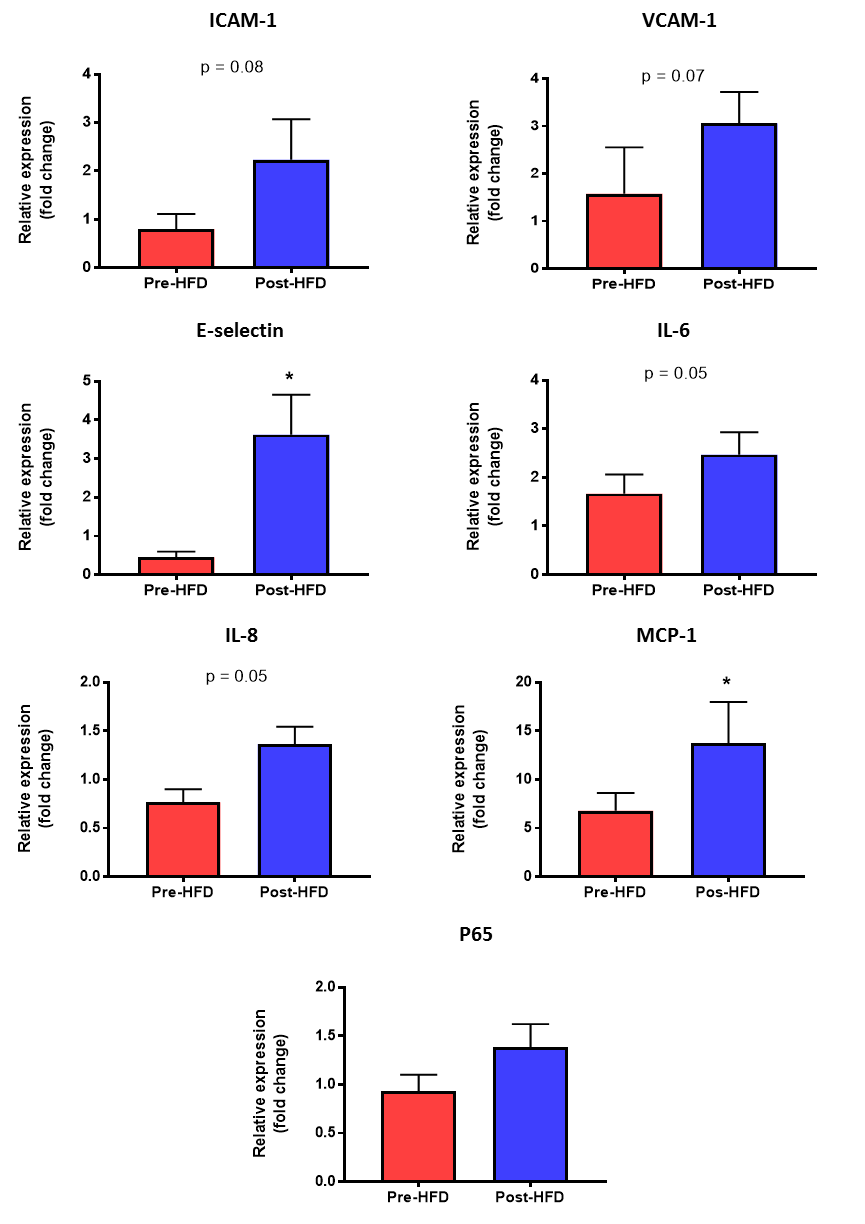 ICAM-1
p = 0.08
Relative expression
(fold change)
4
3
2
1
0
Pre-HFD Post-HFD
VCAM-1
p = 0.07
Relative expression
(fold change)
4
3
2
1
0
Pre-HFD Post-HFD
E-selectin
*
Relative expression
(fold change)
5
4
3
2
1
0
Pre-HFD Post-HFD
IL-6
p = 0.05
Relative expression
(fold change)
4
3
2
1
0
Pre-HFD Post-HFD
IL-8
p = 0.05
Relative expression
(fold change)
2.0
1.5
1.0
0.5
0.0
Pre-HFD Post-HFD
MCP-1
*
Relative expression
(fold change)
20
15
10
5
0
Pre-HFD Pos-HFD
P65
Relative expression
(fold change)
2.0
1.5
1.0
0.5
0.0
Pre-HFD Post-HFD